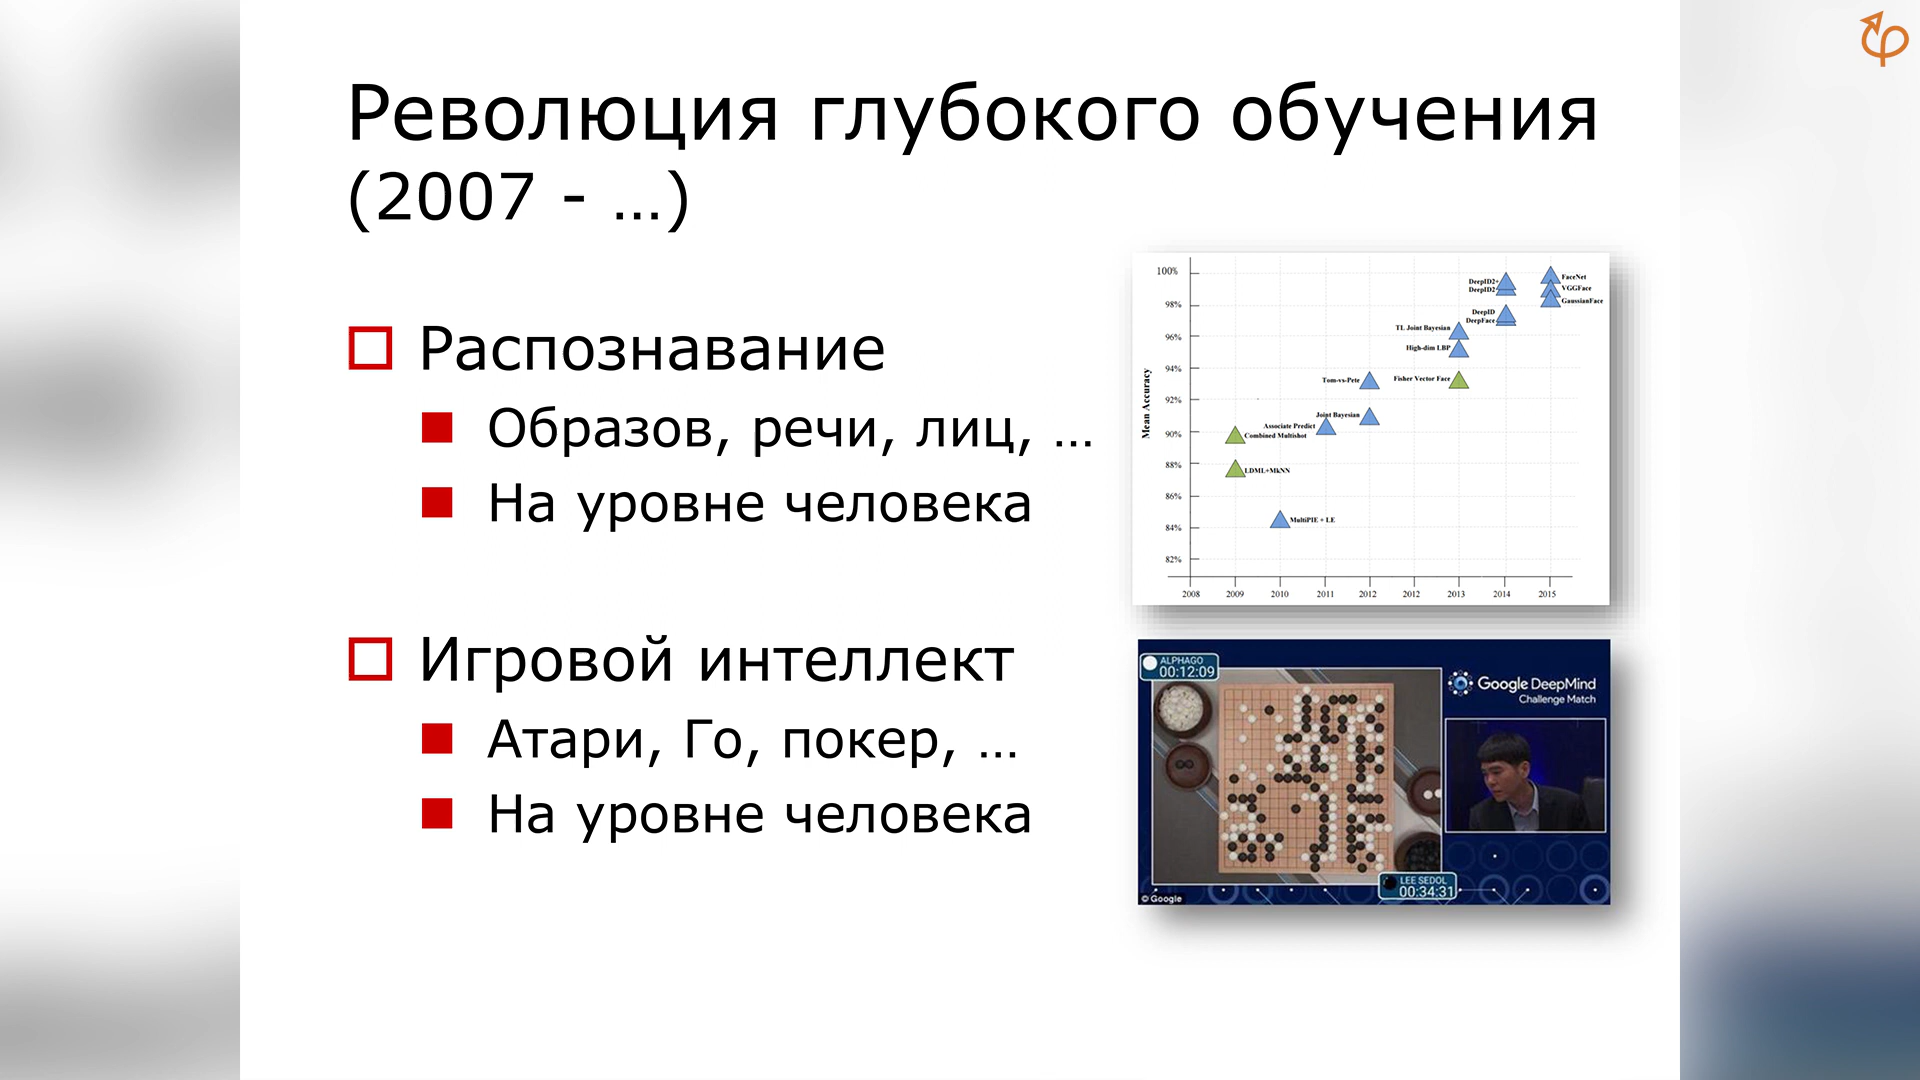 Революция глубокого обучения
(2007 - ...)
Распознавание
Образов, речи, лиц, ...
На уровне человека
Игровой интеллект
Атари, Го, покер, ...
На уровне человека
Mean Accuracy
100%
98%
96%
94%
92%
90%
88%
86%
84%
82%
2008 2009 2010 2011 2012 2012 2013 2014 2015
FaceNet
VGGFace
GaussianFace
DeepID2+
DeepID2
DeepID
DeepFace
TL Joint Bayesian
High-dim LBP
Fisher Vector Face
Tom-vs-Pete
Joint Bayesian
Associate Predict
Combined Multishot
LDML+MkNN
MultiPIE + LE
ALPHAGO
00:12:09
Google DeepMind
Challenge Match
LEE SEDOL
00:34:31
© Google